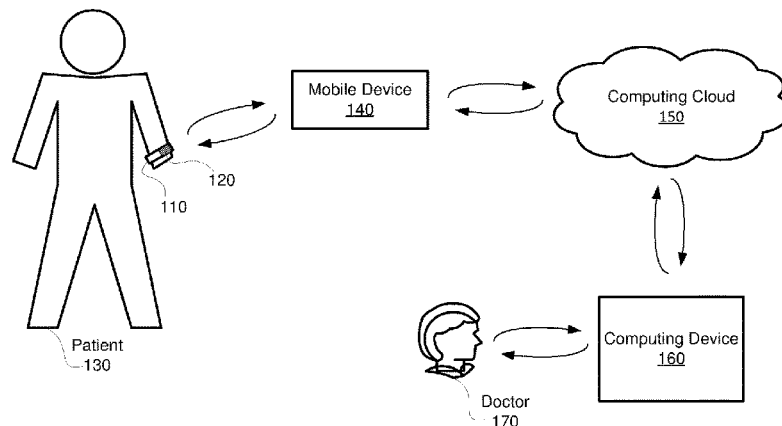 Mobile Device
140
Computing Cloud
150
120
110
Patient
130
Computing Device
160
Doctor
170